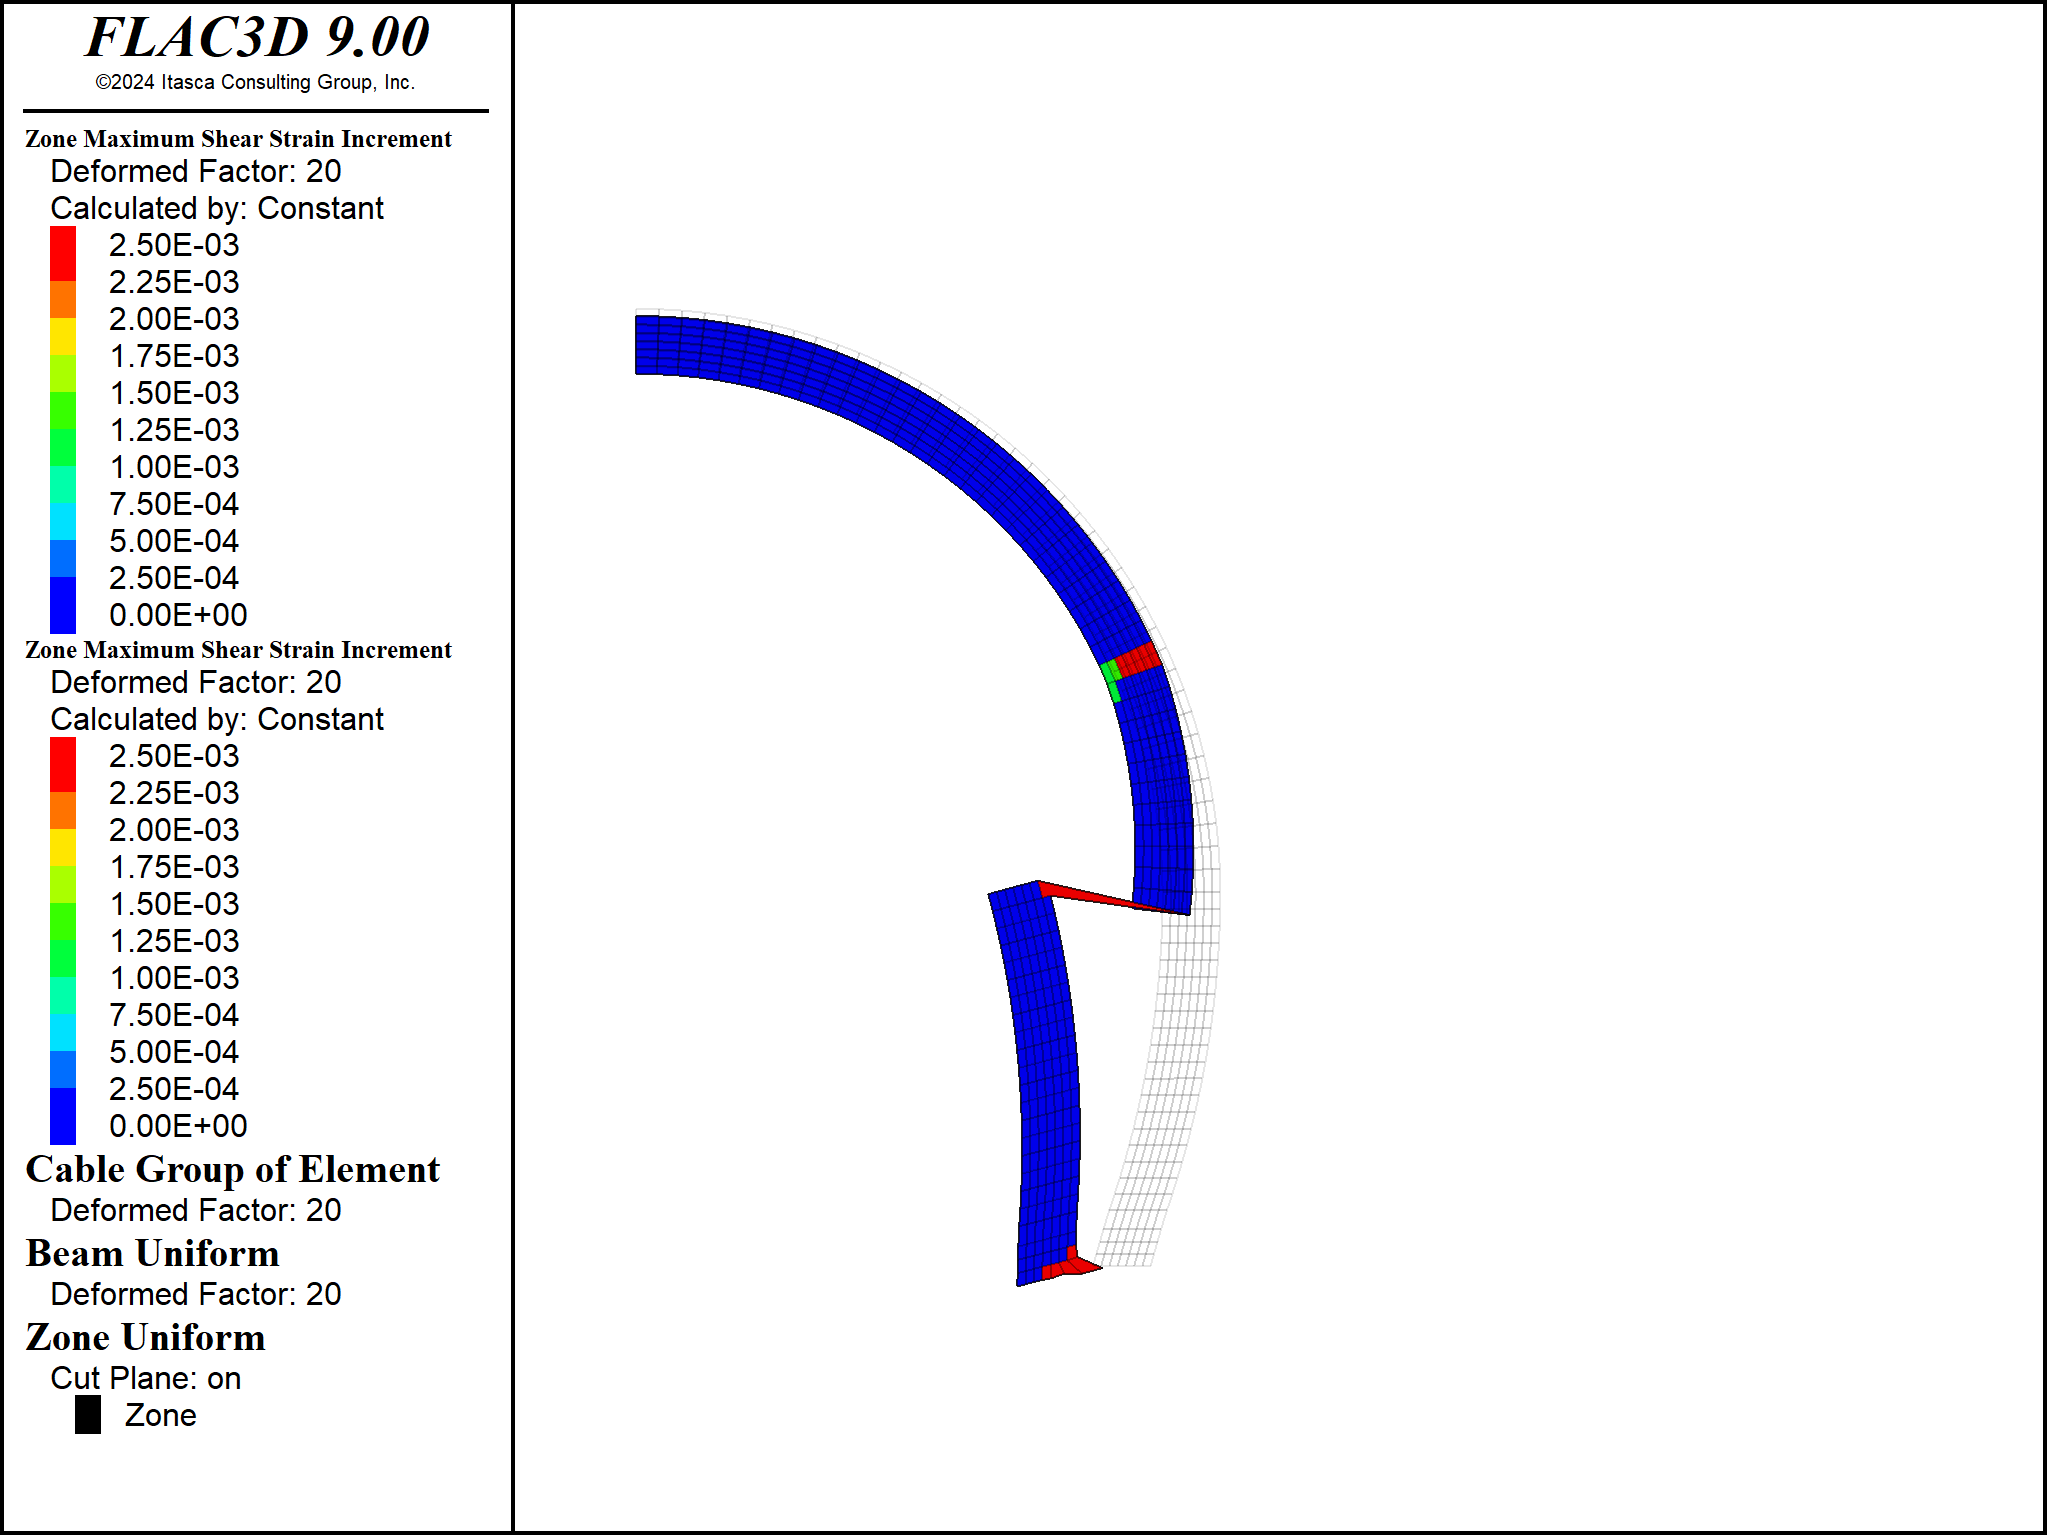 FLAC3D 9.00
©2024 Itasca Consulting Group, Inc.
Zone Maximum Shear Strain Increment
Deformed Factor: 20
Calculated by: Constant
2.50E-03
2.25E-03
2.00E-03
1.75E-03
1.50E-03
1.25E-03
1.00E-03
7.50E-04
5.00E-04
2.50E-04
0.00E+00
Zone Maximum Shear Strain Increment
Deformed Factor: 20
Calculated by: Constant
2.50E-03
2.25E-03
2.00E-03
1.75E-03
1.50E-03
1.25E-03
1.00E-03
7.50E-04
5.00E-04
2.50E-04
0.00E+00
Cable Group of Element
Deformed Factor: 20
Beam Uniform
Deformed Factor: 20
Zone Uniform
Cut Plane: on
Zone